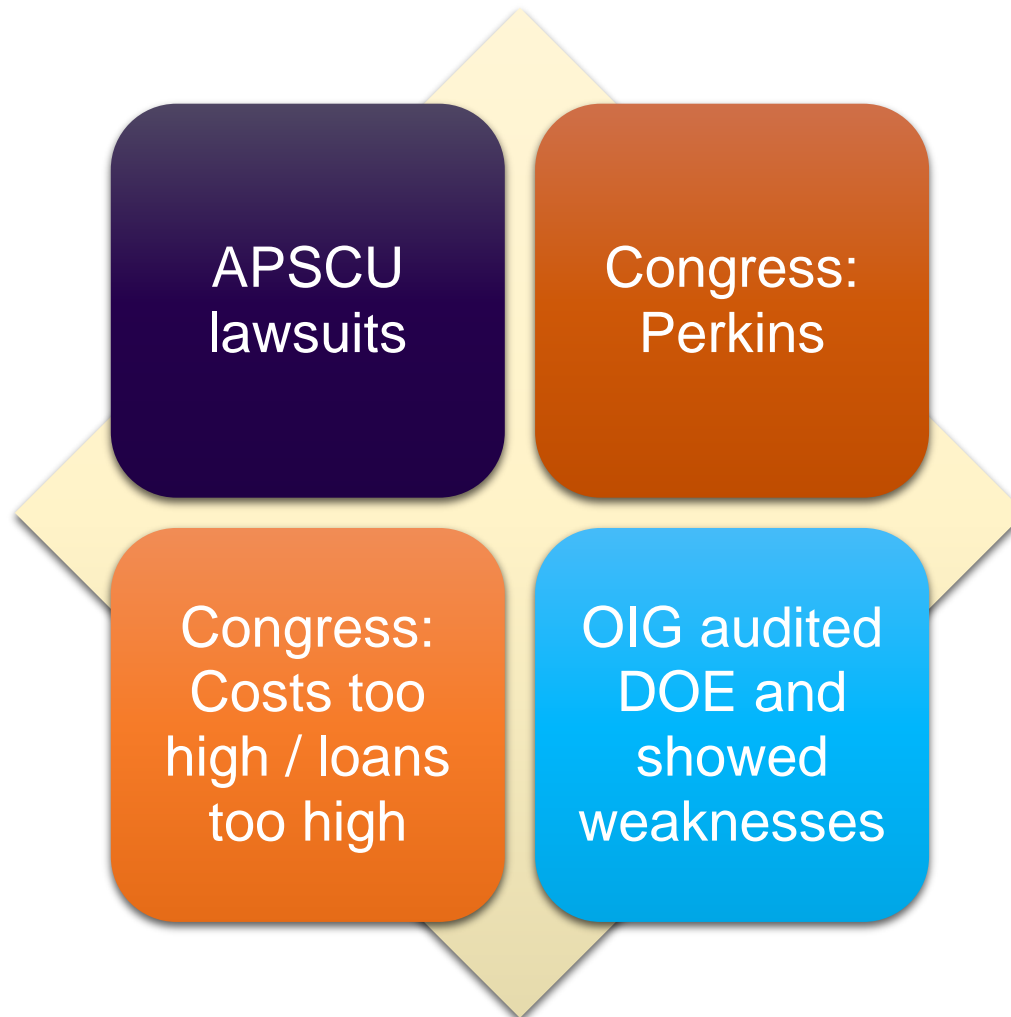 APSCU
lawsuits
Congress:
Perkins
Congress:
Costs too
high / loans
too high
OIG audited
DOE and
showed
weaknesses